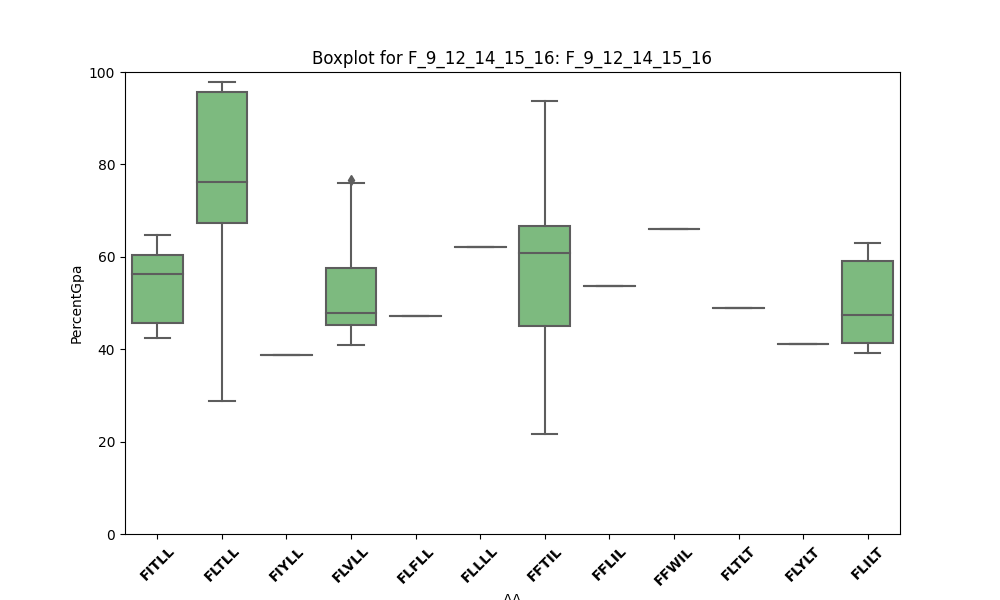 Boxplot for F_9_12_14_15_16: F_9_12_14_15_16
PercentGpa
100
80
60
40
20
0
FITLL
FLTLL
FIYLL
FLVLL
FLFLL
FLLLL
FFTIL
FFLIL
FFWIL
FLTLT
FLYLT
FLILT
AA